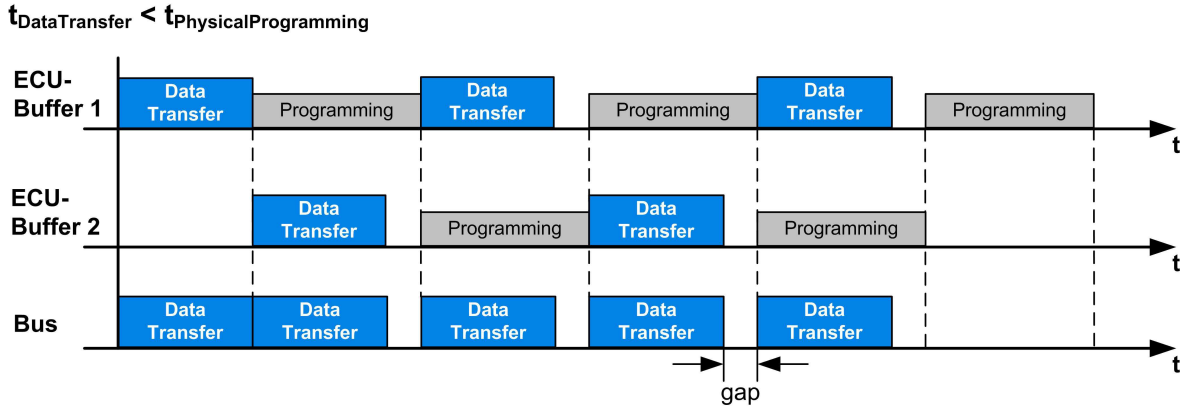 tDataTransfer < tPhysicalProgramming
ECU-
Buffer 1
Data
Transfer
Programming
Data
Transfer
Programming
Data
Transfer
Programming
t
ECU-
Buffer 2
Data
Transfer
Programming
Data
Transfer
Programming
t
Bus
Data
Transfer
Data
Transfer
Data
Transfer
Data
Transfer
Data
Transfer
t
gap